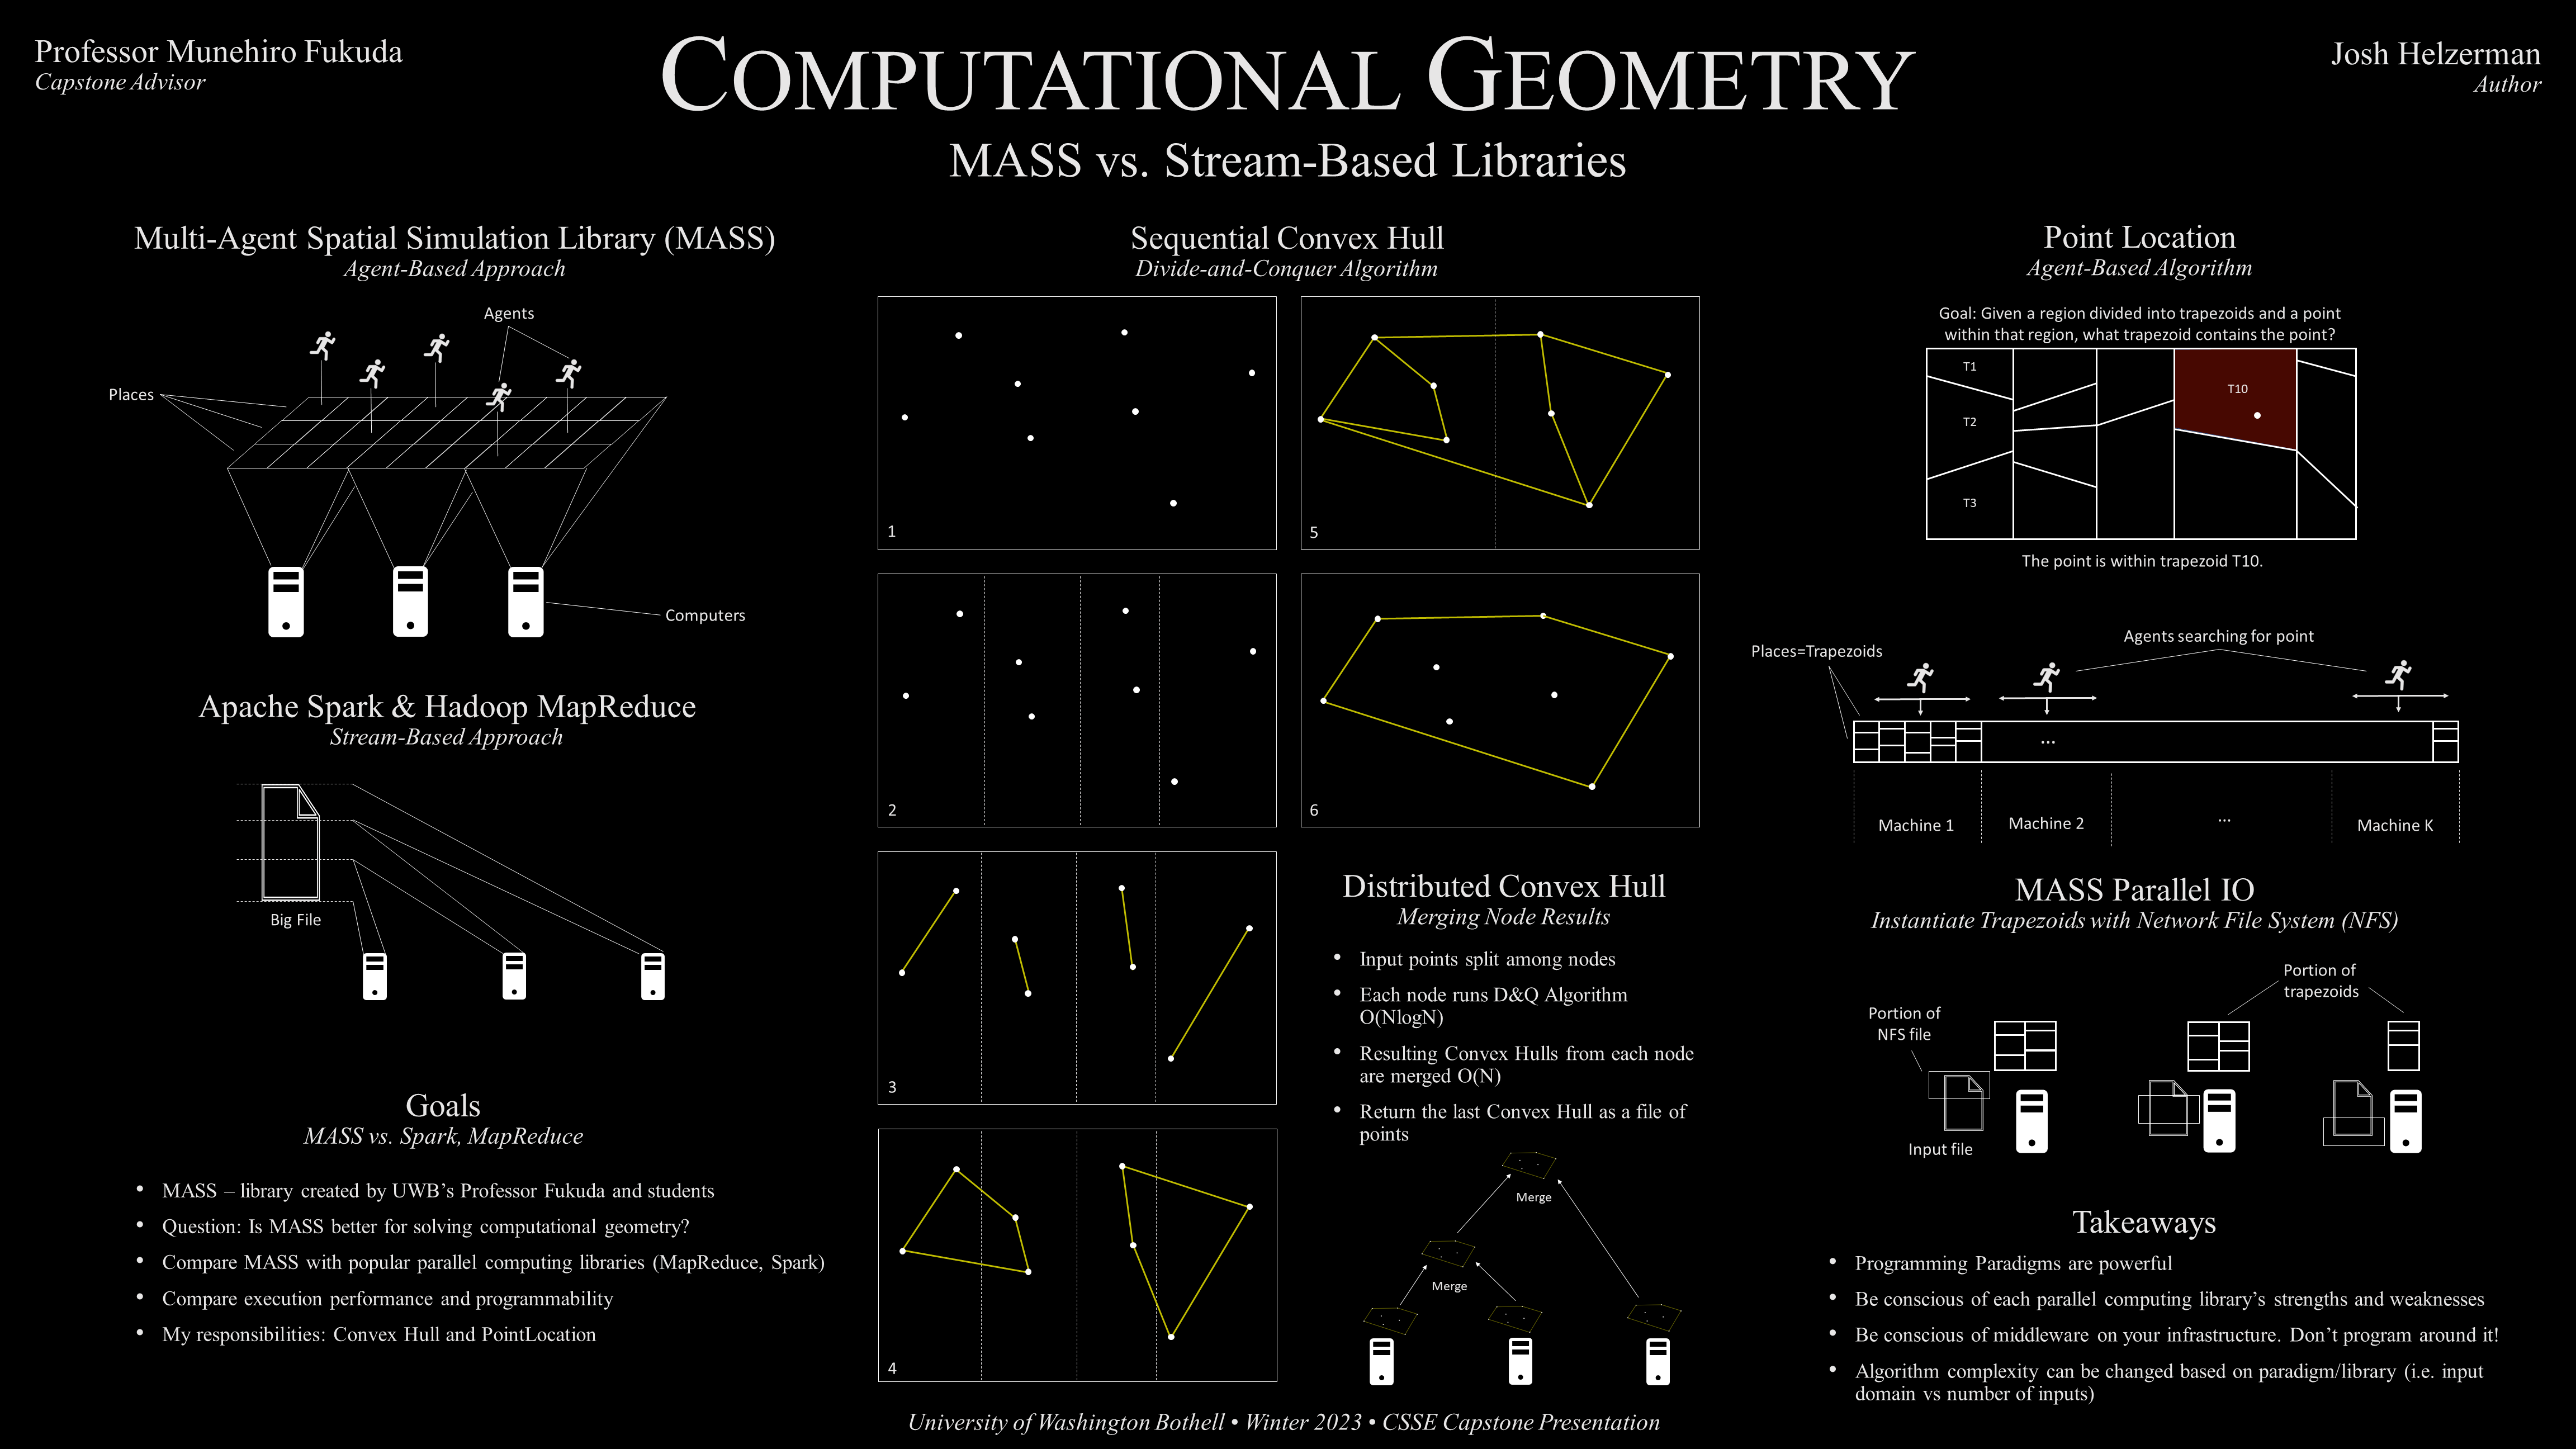 Professor Munehiro Fukuda
Capstone Advisor
COMPUTATIONAL GEOMETRY
MASS vs. Stream-Based Libraries
Josh Helzerman
Author
Multi-Agent Spatial Simulation Library (MASS)
Agent-Based Approach
Agents
Places
Computers
Apache Spark & Hadoop MapReduce
Stream-Based Approach
Big File
Goals
MASS vs. Spark, MapReduce
• MASS – library created by UWB’s Professor Fukuda and students
• Question: Is MASS better for solving computational geometry?
• Compare MASS with popular parallel computing libraries (MapReduce, Spark)
• Compare execution performance and programmability
• My responsibilities: Convex Hull and PointLocation
Sequential Convex Hull
Divide-and-Conquer Algorithm
1
2
3
4
5
6
Distributed Convex Hull
Merging Node Results
• Input points split among nodes
• Each node runs D&Q Algorithm
O(NlogN)
• Resulting Convex Hulls from each node
are merged O(N)
• Return the last Convex Hull as a file of
points
Merge
Merge
Point Location
Agent-Based Algorithm
Goal: Given a region divided into trapezoids and a point
within that region, what trapezoid contains the point?
T1
T2
T3
T10
The point is within trapezoid T10.
Agents searching for point
Places=Trapezoids
...
Machine 1
Machine 2
...
Machine K
MASS Parallel IO
Instantiate Trapezoids with Network File System (NFS)
Portion of
trapezoids
Portion of
NFS file
Input file
Takeaways
• Programming Paradigms are powerful
• Be conscious of each parallel computing library’s strengths and weaknesses
• Be conscious of middleware on your infrastructure. Don’t program around it!
• Algorithm complexity can be changed based on paradigm/library (i.e. input
domain vs number of inputs)
University of Washington Bothell • Winter 2023 • CSSE Capstone Presentation